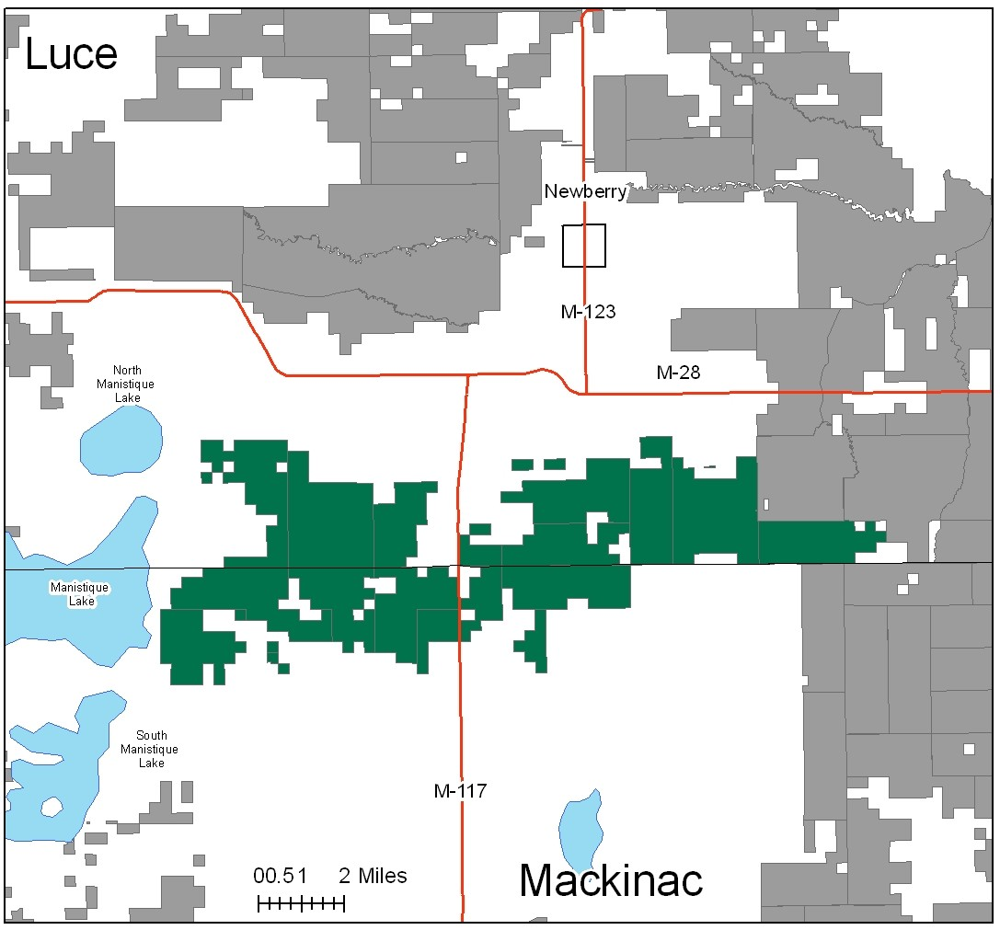 Luce
Newberry
M-123
M-28
North
Manistique
Lake
Manistique
Lake
South
Manistique
Lake
M-117
00.51 2 Miles
Mackinac